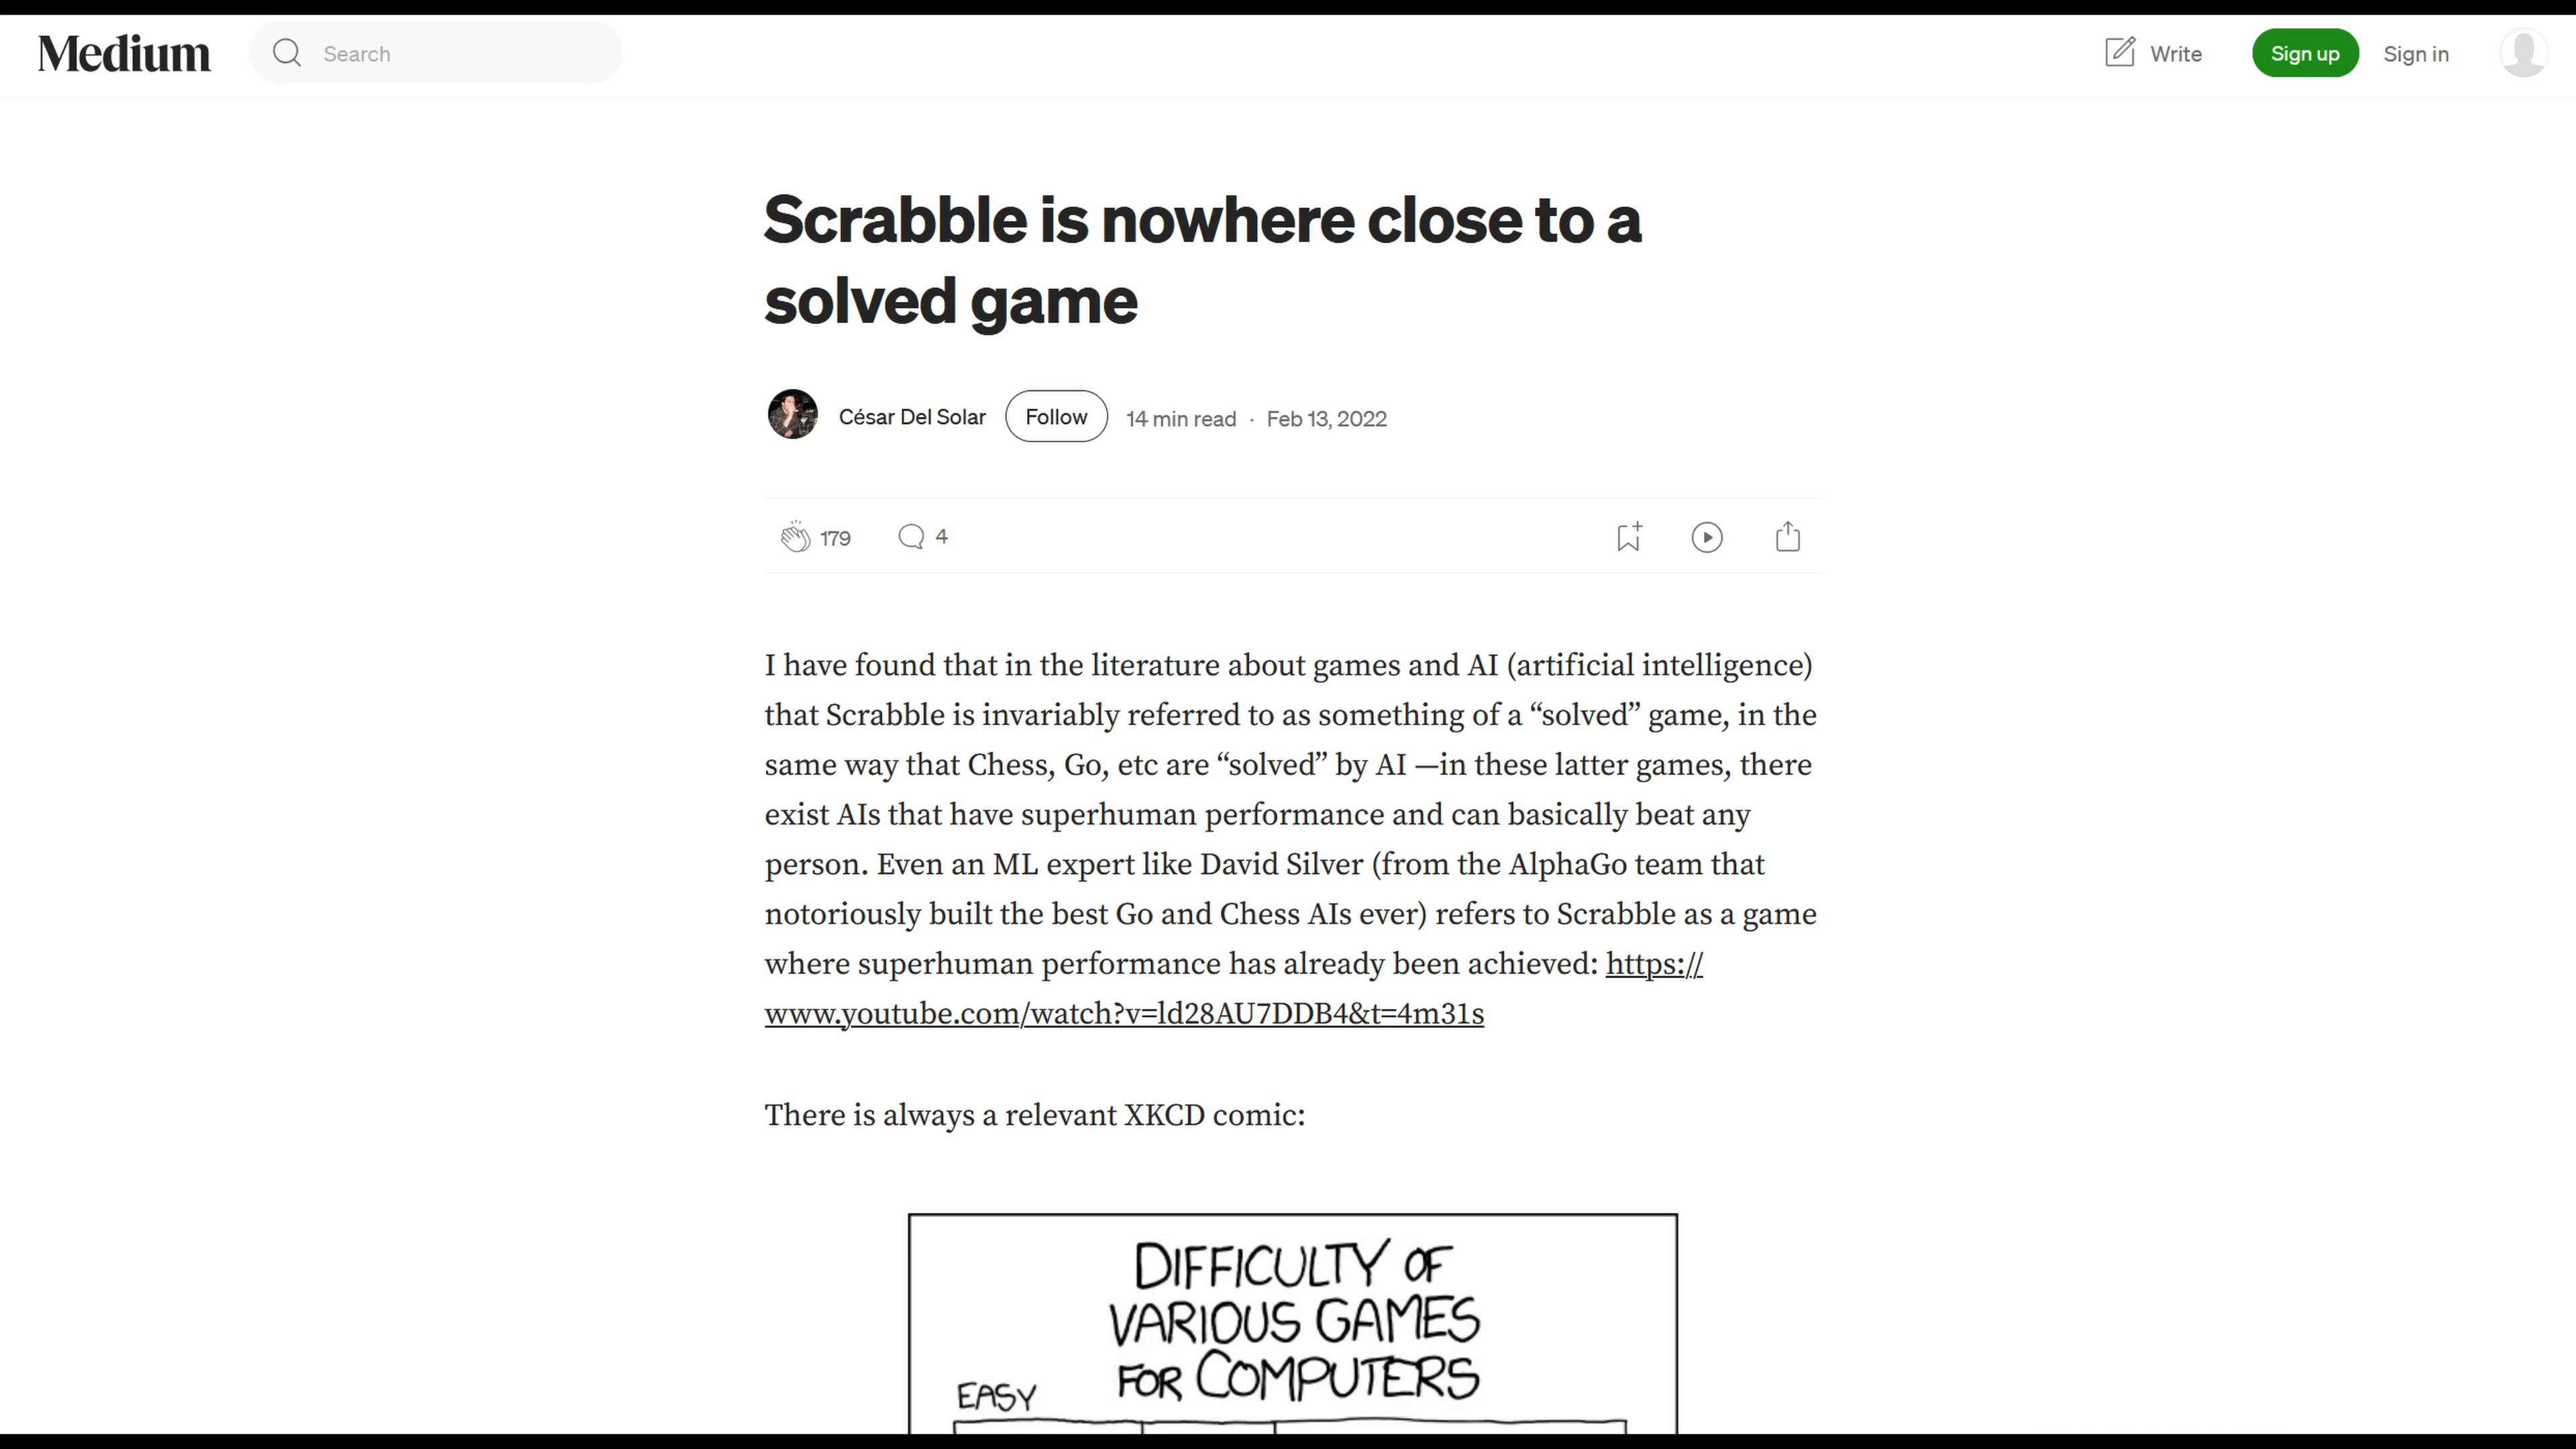 Medium
Search
Write
Sign up
Sign in
Scrabble is nowhere close to a
solved game
César Del Solar
Follow
14 min read · Feb 13, 2022
179
4
I have found that in the literature about games and AI (artificial intelligence)
that Scrabble is invariably referred to as something of a “solved” game, in the
same way that Chess, Go, etc are “solved” by AI —in these latter games, there
exist AIs that have superhuman performance and can basically beat any
person. Even an ML expert like David Silver (from the AlphaGo team that
notoriously built the best Go and Chess AIs ever) refers to Scrabble as a game
where superhuman performance has already been achieved: https://
www.youtube.com/watch?v=ld28AU7DDB4&t=4m31s
There is always a relevant XKCD comic:
DIFFICULTY OF
VARIOUS GAMES
FOR COMPUTERS
EASY